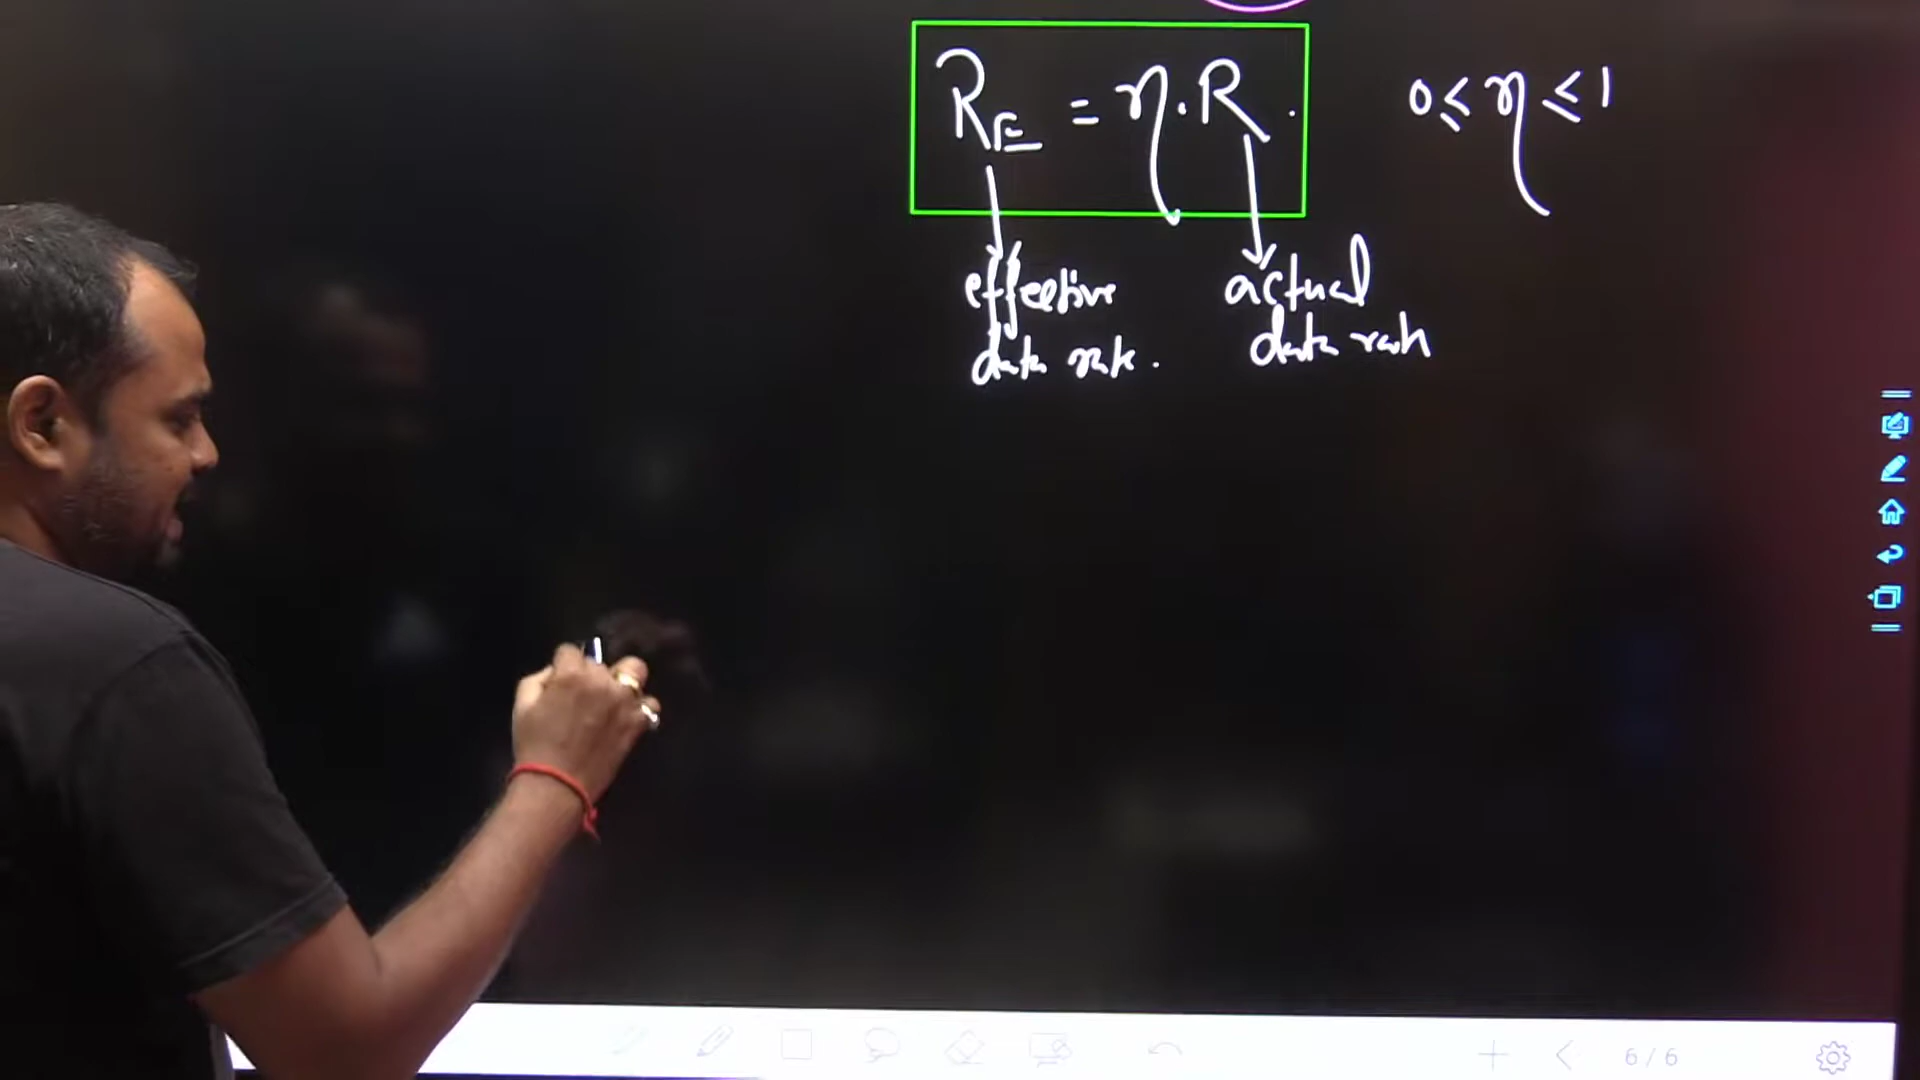 R_E = η . R . 0 ≤ η ≤ 1
effective actual
data rate . data rate
6 / 6